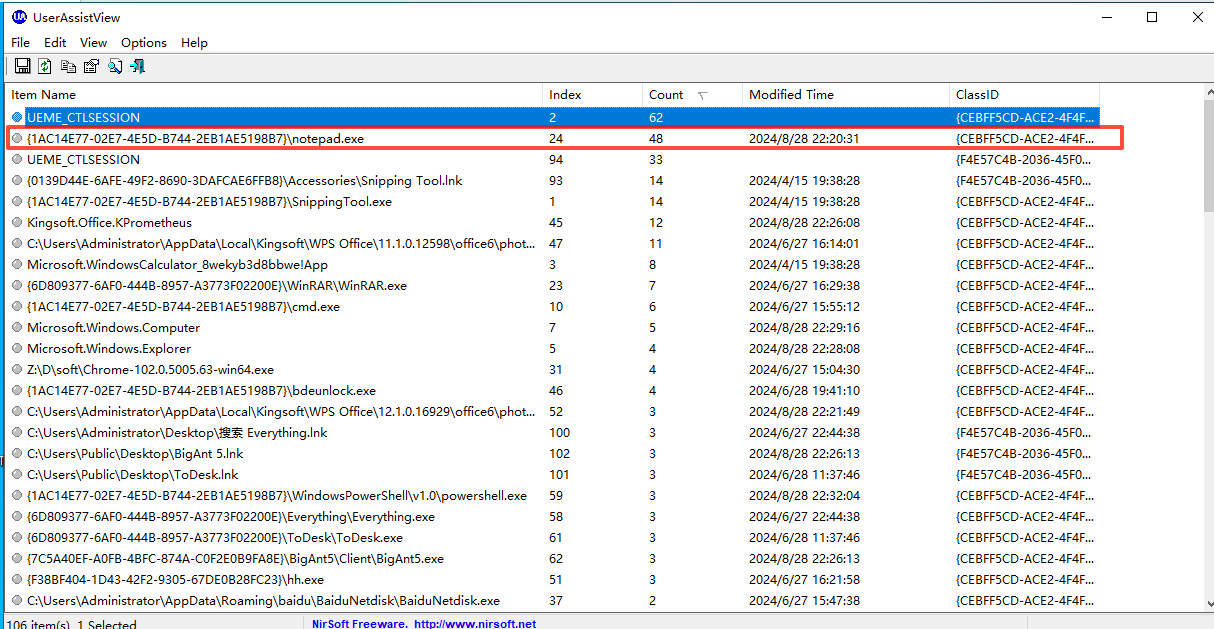 UserAssistView
File Edit View Options Help
Item Name Index Count Modified Time ClassID
UEME_CTLSESSION 2 62 {CEBFF5CD-ACE2-4F4F...
{1AC14E77-02E7-4E5D-B744-2EB1AE5198B7}\notepad.exe 24 48 2024/8/28 22:20:31 {CEBFF5CD-ACE2-4F4F...
UEME_CTLSESSION 94 33 {F4E57C4B-2036-45F0...
{0139D44E-6AFE-49F2-8690-3DAFCAE6FFB8}\Accessories\Snipping Tool.lnk 93 14 2024/4/15 19:38:28 {F4E57C4B-2036-45F0...
{1AC14E77-02E7-4E5D-B744-2EB1AE5198B7}\SnippingTool.exe 1 14 2024/4/15 19:38:28 {CEBFF5CD-ACE2-4F4F...
Kingsoft.Office.KPrometheus 45 12 2024/8/28 22:26:08 {CEBFF5CD-ACE2-4F4F...
C:\Users\Administrator\AppData\Local\Kingsoft\WPS Office\11.1.0.12598\office6\phot... 47 11 2024/6/27 16:14:01 {CEBFF5CD-ACE2-4F4F...
Microsoft.WindowsCalculator_8wekyb3d8bbwe!App 3 8 2024/4/15 19:38:28 {CEBFF5CD-ACE2-4F4F...
{6D809377-6AF0-444B-8957-A3773F02200E}\WinRAR\WinRAR.exe 23 7 2024/6/27 16:29:38 {CEBFF5CD-ACE2-4F4F...
{1AC14E77-02E7-4E5D-B744-2EB1AE5198B7}\cmd.exe 10 6 2024/6/27 15:55:12 {CEBFF5CD-ACE2-4F4F...
Microsoft.Windows.Computer 7 5 2024/8/28 22:29:16 {CEBFF5CD-ACE2-4F4F...
Microsoft.Windows.Explorer 5 4 2024/8/28 22:28:08 {CEBFF5CD-ACE2-4F4F...
Z:\D\soft\Chrome-102.0.5005.63-win64.exe 31 4 2024/6/27 15:04:30 {CEBFF5CD-ACE2-4F4F...
{1AC14E77-02E7-4E5D-B744-2EB1AE5198B7}\bdeunlock.exe 46 4 2024/6/28 19:41:10 {CEBFF5CD-ACE2-4F4F...
C:\Users\Administrator\AppData\Local\Kingsoft\WPS Office\12.1.0.16929\office6\phot... 52 3 2024/8/28 22:21:49 {CEBFF5CD-ACE2-4F4F...
C:\Users\Administrator\Desktop\搜索 Everything.lnk 100 3 2024/6/27 22:44:38 {F4E57C4B-2036-45F0...
C:\Users\Public\Desktop\BigAnt 5.lnk 102 3 2024/8/28 22:26:13 {F4E57C4B-2036-45F0...
C:\Users\Public\Desktop\ToDesk.lnk 101 3 2024/6/28 11:37:46 {F4E57C4B-2036-45F0...
{1AC14E77-02E7-4E5D-B744-2EB1AE5198B7}\WindowsPowerShell\v1.0\powershell.exe 59 3 2024/8/28 22:32:04 {CEBFF5CD-ACE2-4F4F...
{6D809377-6AF0-444B-8957-A3773F02200E}\Everything\Everything.exe 58 3 2024/6/27 22:44:38 {CEBFF5CD-ACE2-4F4F...
{6D809377-6AF0-444B-8957-A3773F02200E}\ToDesk\ToDesk.exe 61 3 2024/6/28 11:37:46 {CEBFF5CD-ACE2-4F4F...
{7C5A40EF-A0FB-4BFC-874A-C0F2E0B9FA8E}\BigAnt5\Client\BigAnt5.exe 62 3 2024/8/28 22:26:13 {CEBFF5CD-ACE2-4F4F...
{F38BF404-1D43-42F2-9305-67DE0B28FC23}\hh.exe 51 3 2024/6/27 16:21:58 {CEBFF5CD-ACE2-4F4F...
C:\Users\Administrator\AppData\Roaming\baidu\BaiduNetdisk\BaiduNetdisk.exe 37 2 2024/6/27 15:47:38 {CEBFF5CD-ACE2-4F4F...
106 item(s), 1 Selected NirSoft Freeware. http://www.nirsoft.net